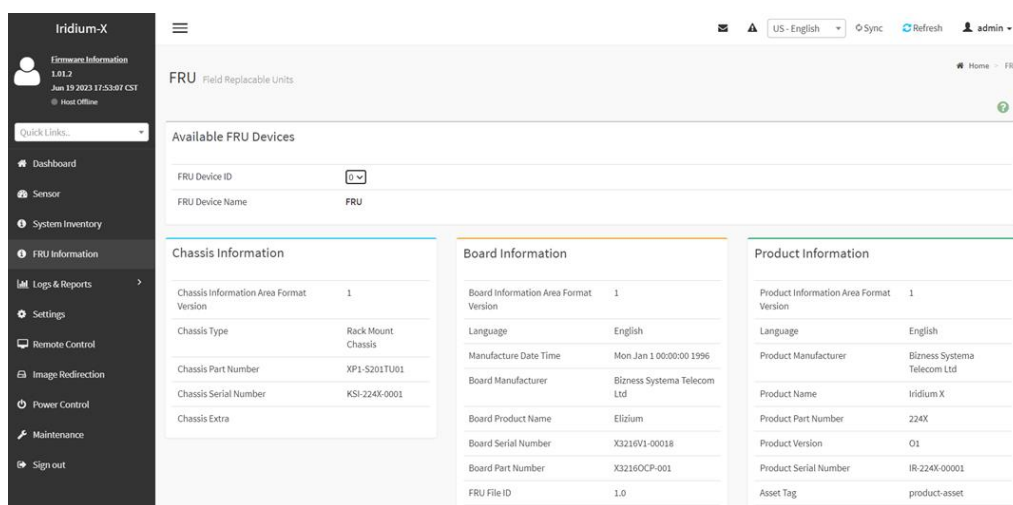 Iridium-X
US - English
Sync
Refresh
admin
Firmware Information
1.01.2
Jun 19 2023 17:53:07 CST
Host Offline
FRU Field Replacable Units
Home
Quick Links..
Dashboard
Sensor
System Inventory
FRU Information
Logs & Reports
Settings
Remote Control
Image Redirection
Power Control
Maintenance
Sign out
Available FRU Devices
FRU Device ID 0
FRU Device Name FRU
Chassis Information
Chassis Information Area Format 1
Version
Chassis Type Rack Mount
Chassis
Chassis Part Number XP1-S201TU01
Chassis Serial Number KSI-224X-0001
Chassis Extra
Board Information
Board Information Area Format 1
Version
Language English
Manufacture Date Time Mon Jan 1 00:00:00 1996
Board Manufacturer Bizness Systema Telecom
Ltd
Board Product Name Elizium
Board Serial Number X3216V1-00018
Board Part Number X3216OCP-001
FRU File ID 1.0
Product Information
Product Information Area Format 1
Version
Language English
Product Manufacturer Bizness Systema
Telecom Ltd
Product Name Iridium X
Product Part Number 224X
Product Version O1
Product Serial Number IR-224X-00001
Asset Tag product-asset